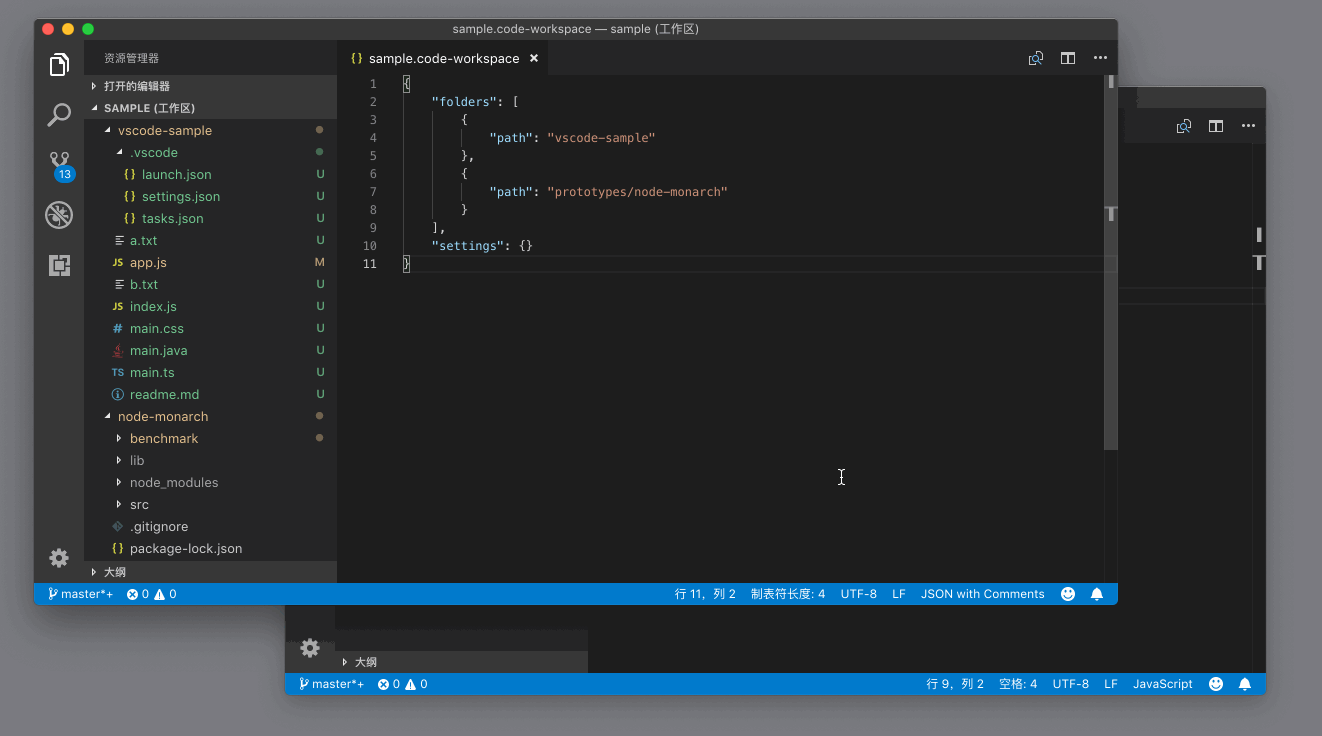 sample.code-workspace — sample (工作区)
资源管理器
打开的编辑器
SAMPLE (工作区)
vscode-sample
.vscode
{} launch.json U
{} settings.json U
{} tasks.json U
a.txt U
JS app.js M
b.txt U
JS index.js U
# main.css U
main.java U
TS main.ts U
readme.md U
node-monarch
benchmark
lib
node_modules
src
.gitignore
{} package-lock.json
大纲
13
{} sample.code-workspace ×
1 {
2 "folders": [
3 {
4 "path": "vscode-sample"
5 },
6 {
7 "path": "prototypes/node-monarch"
8 }
9 ],
10 "settings": {}
11 }
master*+ 0 0 行 11，列 2 制表符长度: 4 UTF-8 LF JSON with Comments
大纲
master*+ 0 0 行 9，列 2 空格: 4 UTF-8 LF JavaScript